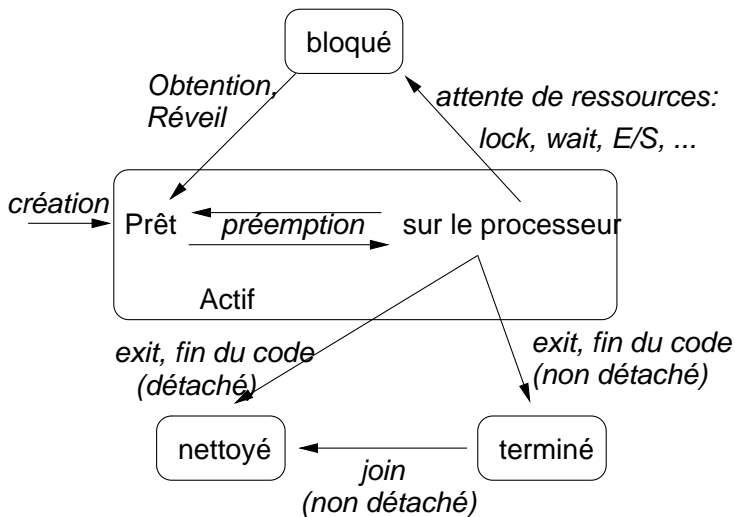 bloqué
Obtention,
Réveil
attente de ressources:
lock, wait, E/S, ...
création
Prêt
préemption
sur le processeur
Actif
exit, fin du code
(détaché)
exit, fin du code
(non détaché)
nettoyé
terminé
join
(non détaché)